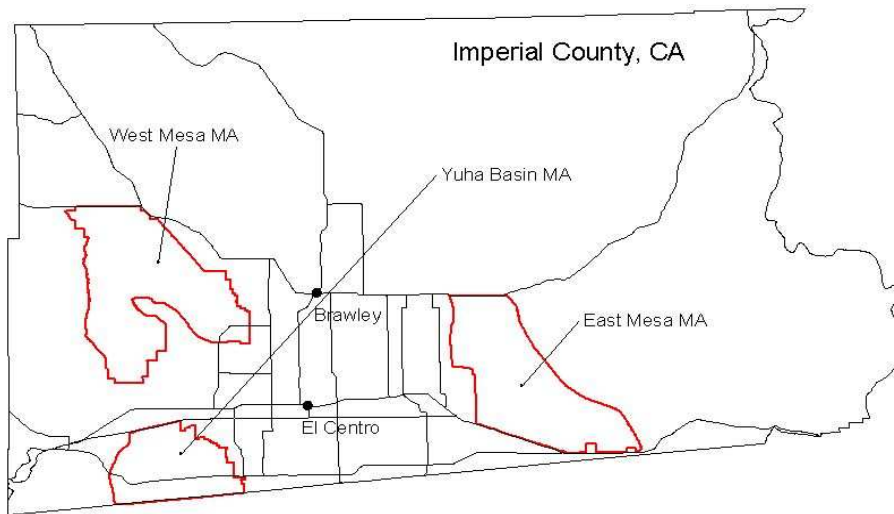 Imperial County, CA
West Mesa MA
Yuha Basin MA
Brawley
East Mesa MA
El Centro